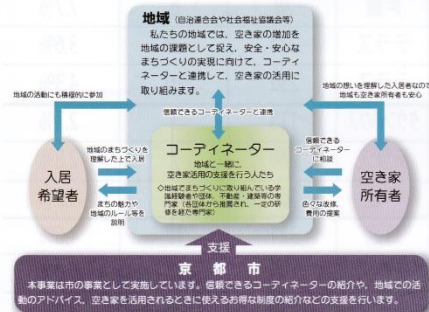 地域（自治連合会や社会福祉協議会等）
私たちの地域では、空き家の増加を
地域の課題として捉え、安全・安心な
まちづくりの実現に向けて、コーディ
ネーターと連携して、空き家の活用に
取り組みます。
地域の活動にも積極的に参加
地域の想いを理解した入居者なので
地域も空き家所有者も安心
信頼できるコーディネーターと連携
地域のまちづくりを
理解した上で入居
入居
希望者
まちの魅力や
地域のルール等を
説明
コーディネーター
地域と一緒に、
空き家活用の支援を行う人たち
◇地域でまちづくりに取り組んでいる学
識経験者や団体、不動産・建築等の専
門家（各団体から推薦され、一定の研
修を経た専門家）
信頼できる
コーディネーター
に相談
空き家
所有者
色々な改修、
費用の提案
支援
京都市
本事業は市の事業として実施しています。信頼できるコーディネーターの紹介や、地域での活
動のアドバイス、空き家を活用されるときに使えるお得な制度の紹介などの支援を行います。